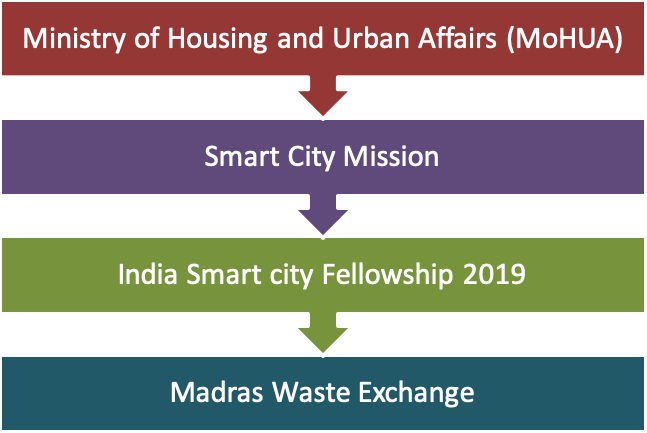 Ministry of Housing and Urban Affairs (MoHUA)
Smart City Mission
India Smart city Fellowship 2019
Madras Waste Exchange